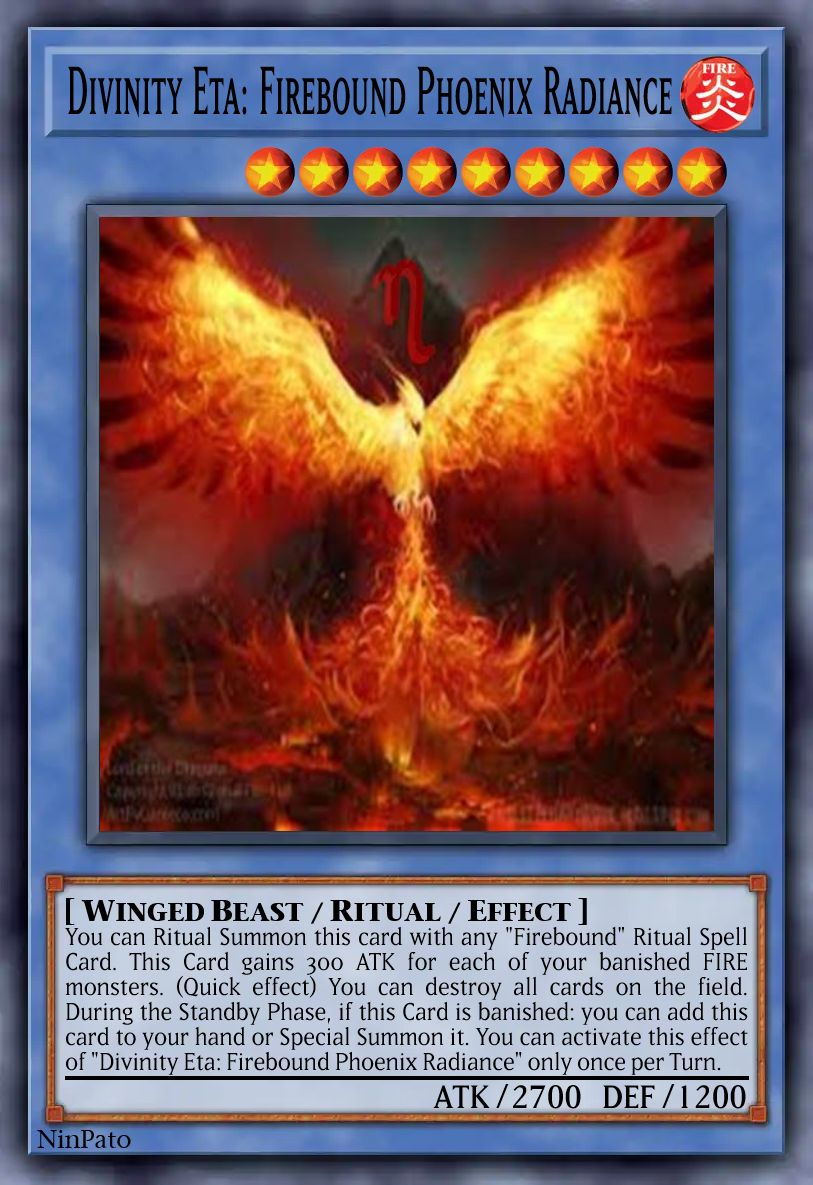 Divinity Eta: Firebound Phoenix Radiance
FIRE
炎
η
[ Winged Beast / Ritual / Effect ]
You can Ritual Summon this card with any "Firebound" Ritual Spell
Card. This Card gains 300 ATK for each of your banished FIRE
monsters. (Quick effect) You can destroy all cards on the field.
During the Standby Phase, if this Card is banished: you can add this
card to your hand or Special Summon it. You can activate this effect
of "Divinity Eta: Firebound Phoenix Radiance" only once per Turn.
ATK/2700 DEF/1200
NinPato